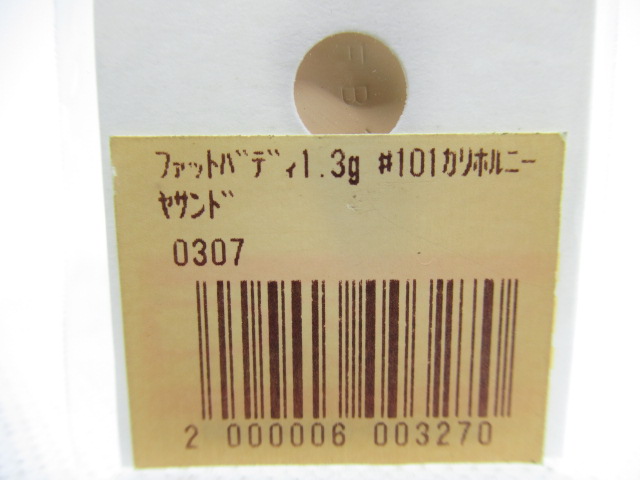 ﾌｧｯﾄﾊﾞﾃﾞｨ1.3g #101ｶﾘﾎﾙﾆｰ
ﾔｻﾝﾄﾞ
0307
2 000006 003270